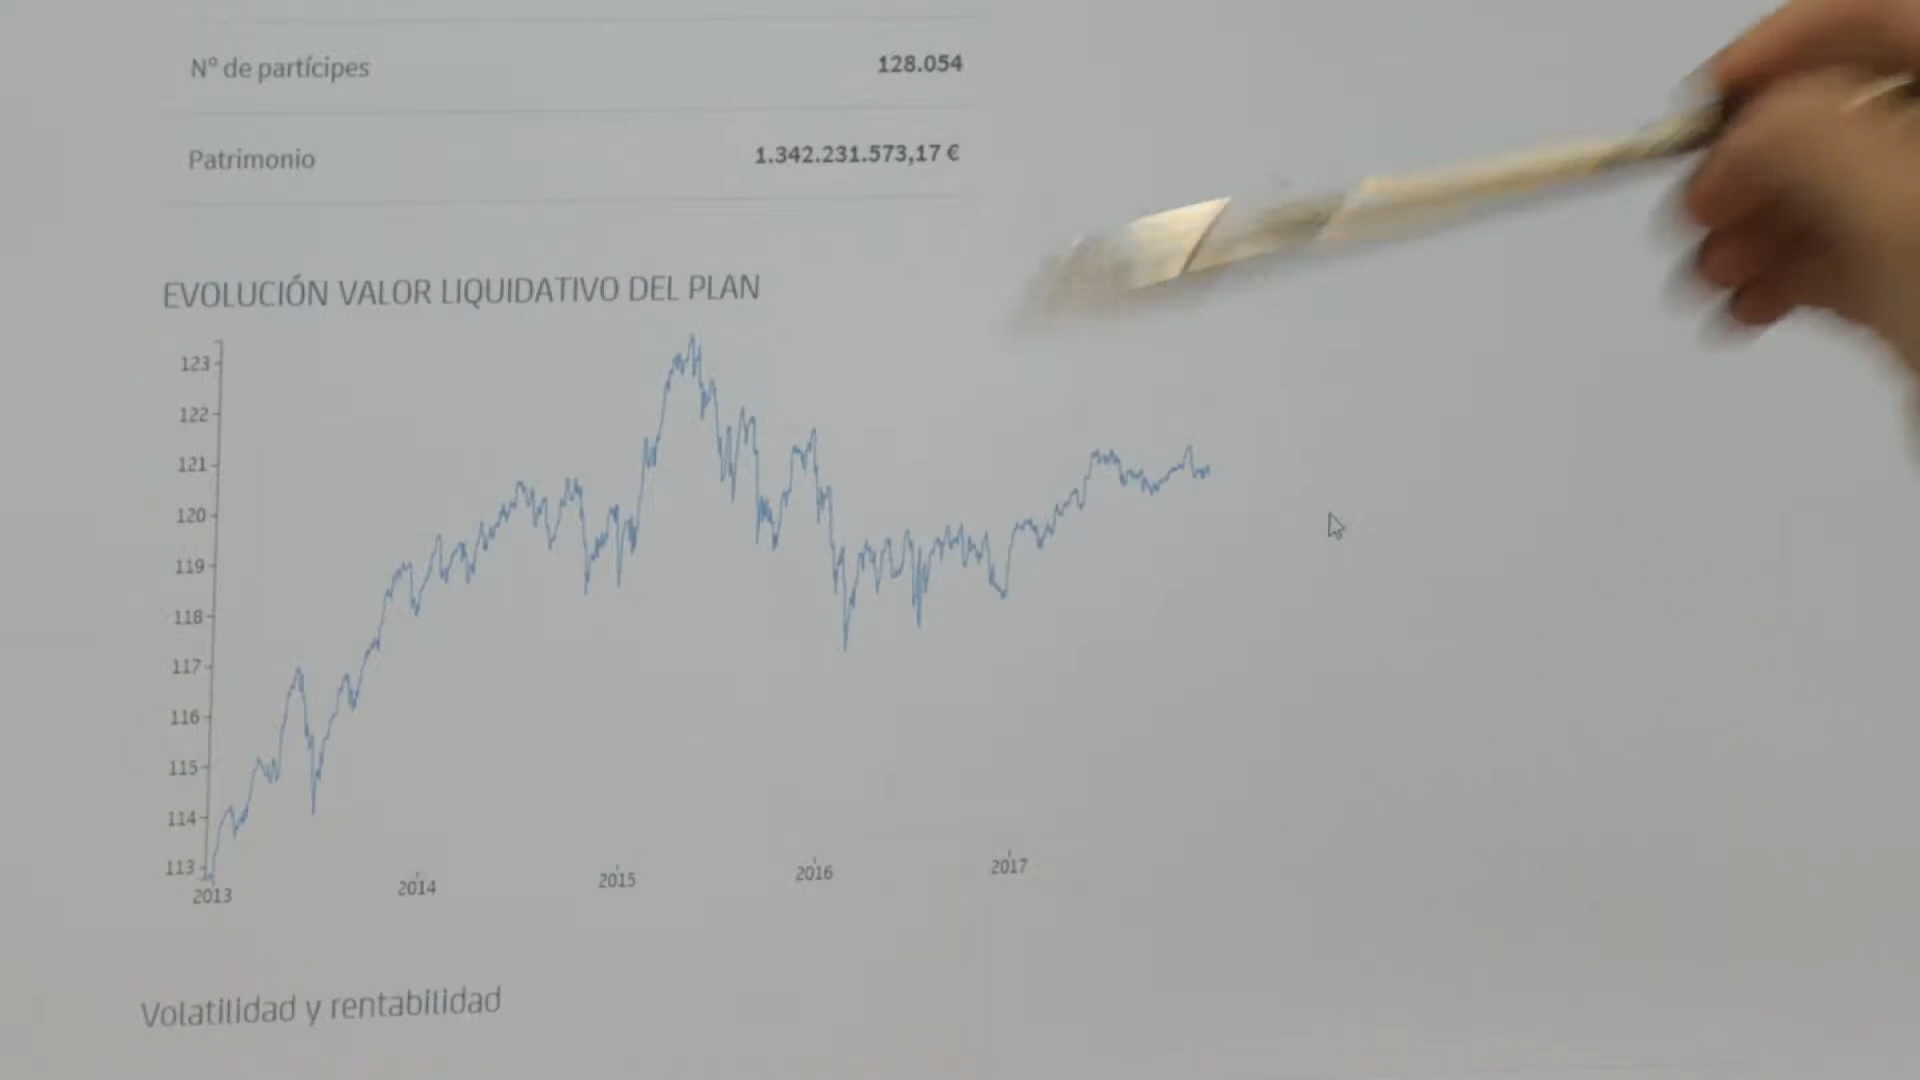 Nº de partícipes 128.054
Patrimonio 1.342.231.573,17 €
EVOLUCIÓN VALOR LIQUIDATIVO DEL PLAN
123
122
121
120
119
118
117
116
115
114
113
2013 2014 2015 2016 2017
Volatilidad y rentabilidad